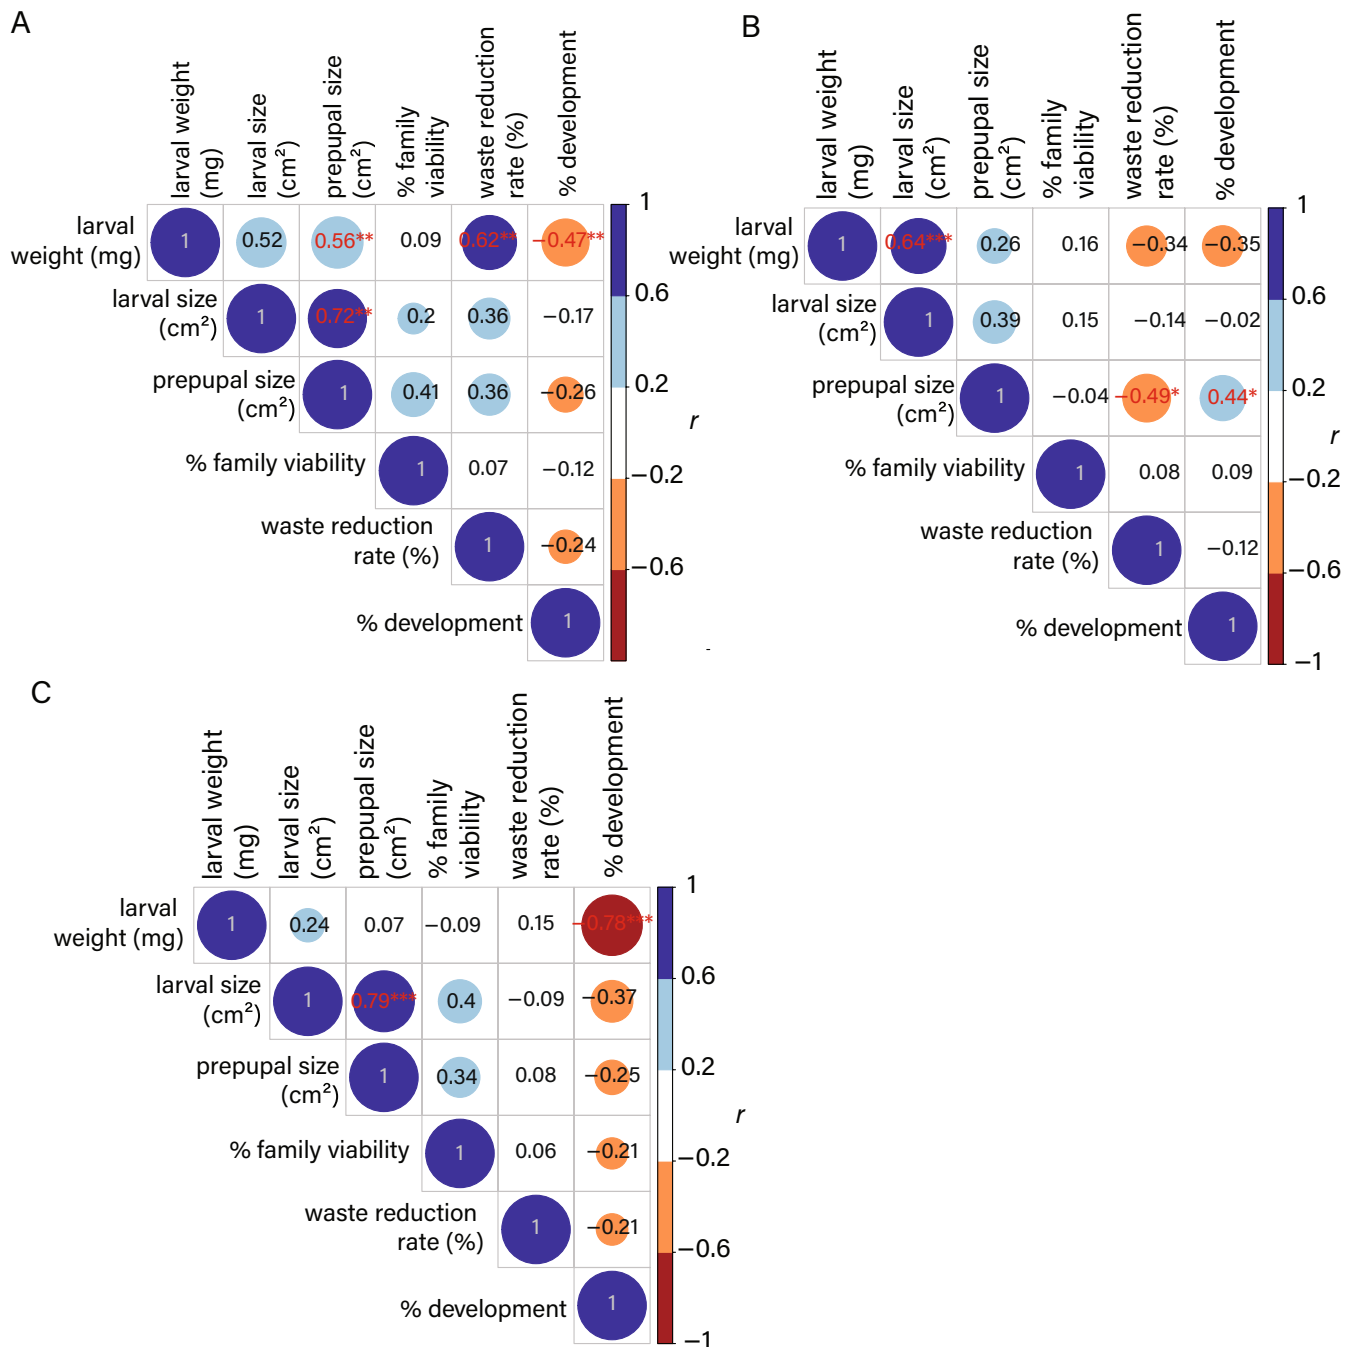 A
larval weight
(mg)
larval size
(cm²)
prepupal size
(cm²)
% family
viability
waste reduction
rate (%)
% development
larval
weight (mg)
1
0.52
0.56**
0.09
0.62**
−0.47**
larval size
(cm²)
1
0.72**
0.2
0.36
−0.17
prepupal size
(cm²)
1
0.41
0.36
−0.26
% family viability
1
0.07
−0.12
waste reduction
rate (%)
1
−0.24
% development
1
1
0.6
0.2
r
−0.2
−0.6
B
larval weight
(mg)
larval size
(cm²)
prepupal size
(cm²)
% family
viability
waste reduction
rate (%)
% development
larval
weight (mg)
1
0.64***
0.26
0.16
−0.34
−0.35
larval size
(cm²)
1
0.39
0.15
−0.14
−0.02
prepupal size
(cm²)
1
−0.04
−0.49*
0.44*
% family viability
1
0.08
0.09
waste reduction
rate (%)
1
−0.12
% development
1
1
0.6
0.2
r
−0.2
−0.6
−1
C
larval weight
(mg)
larval size
(cm²)
prepupal size
(cm²)
% family
viability
waste reduction
rate (%)
% development
larval
weight (mg)
1
0.24
0.07
−0.09
0.15
−0.78***
larval size
(cm²)
1
0.79***
0.4
−0.09
−0.37
prepupal size
(cm²)
1
0.34
0.08
−0.25
% family viability
1
0.06
−0.21
waste reduction
rate (%)
1
−0.21
% development
1
1
0.6
0.2
r
−0.2
−0.6
−1